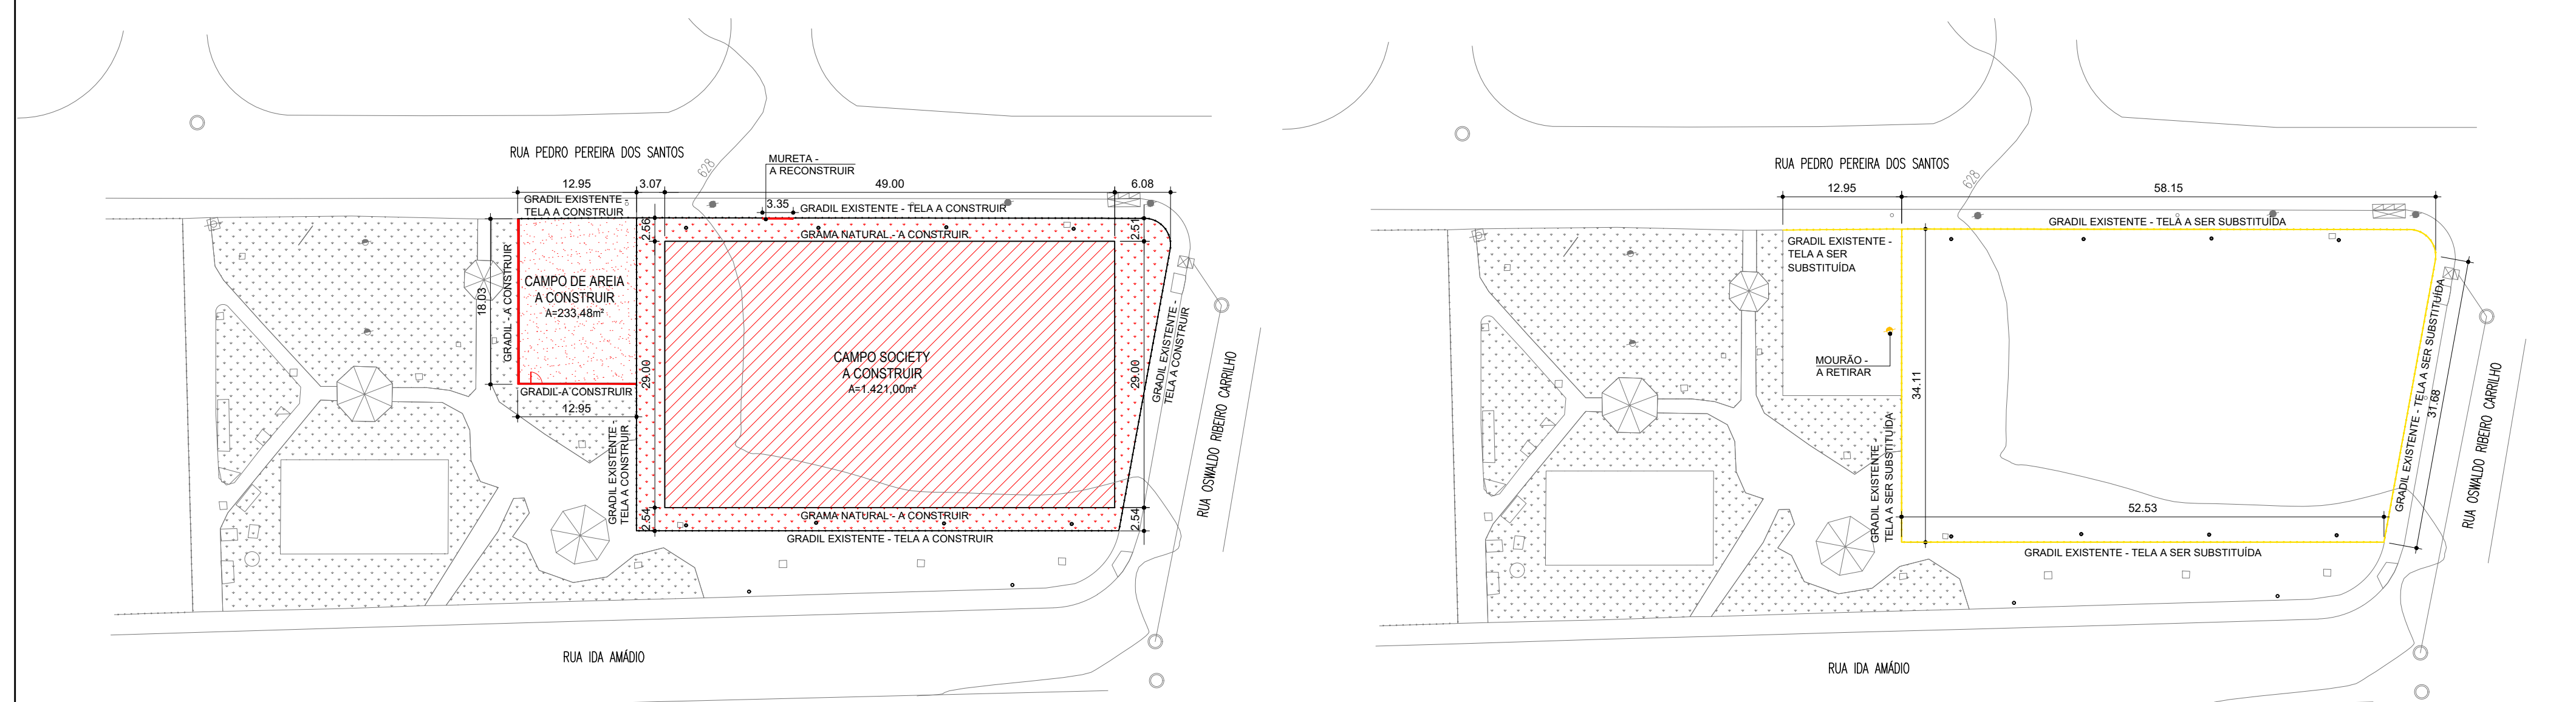 RUA PEDRO PEREIRA DOS SANTOS
628
MURETA -
A RECONSTRUIR
12.95
3.07
49.00
6.08
GRADIL EXISTENTE -
TELA A CONSTRUIR
3.35
GRADIL EXISTENTE - TELA A CONSTRUIR
2.66
2.51
GRAMA NATURAL - A CONSTRUIR
GRADIL - A CONSTRUIR
18.03
CAMPO DE AREIA
A CONSTRUIR
A=233,48m²
29.00
CAMPO SOCIETY
A CONSTRUIR
A=1.421,00m²
29.00
GRADIL EXISTENTE -
TELA A CONSTRUIR
RUA OSWALDO RIBEIRO CARRILHO
GRADIL-A CONSTRUIR
12.95
GRADIL EXISTENTE -
TELA A CONSTRUIR
2.54
GRAMA NATURAL - A CONSTRUIR
2.54
GRADIL EXISTENTE - TELA A CONSTRUIR
RUA IDA AMÁDIO
RUA PEDRO PEREIRA DOS SANTOS
628
12.95
58.15
GRADIL EXISTENTE - TELA A SER SUBSTITUÍDA
GRADIL EXISTENTE -
TELA A SER
SUBSTITUÍDA
MOURÃO -
A RETIRAR
34.11
GRADIL EXISTENTE - TELA A SER SUBSTITUÍDA
31.68
RUA OSWALDO RIBEIRO CARRILHO
GRADIL EXISTENTE -
TELA A SER SUBSTITUÍDA
52.53
GRADIL EXISTENTE - TELA A SER SUBSTITUÍDA
RUA IDA AMÁDIO